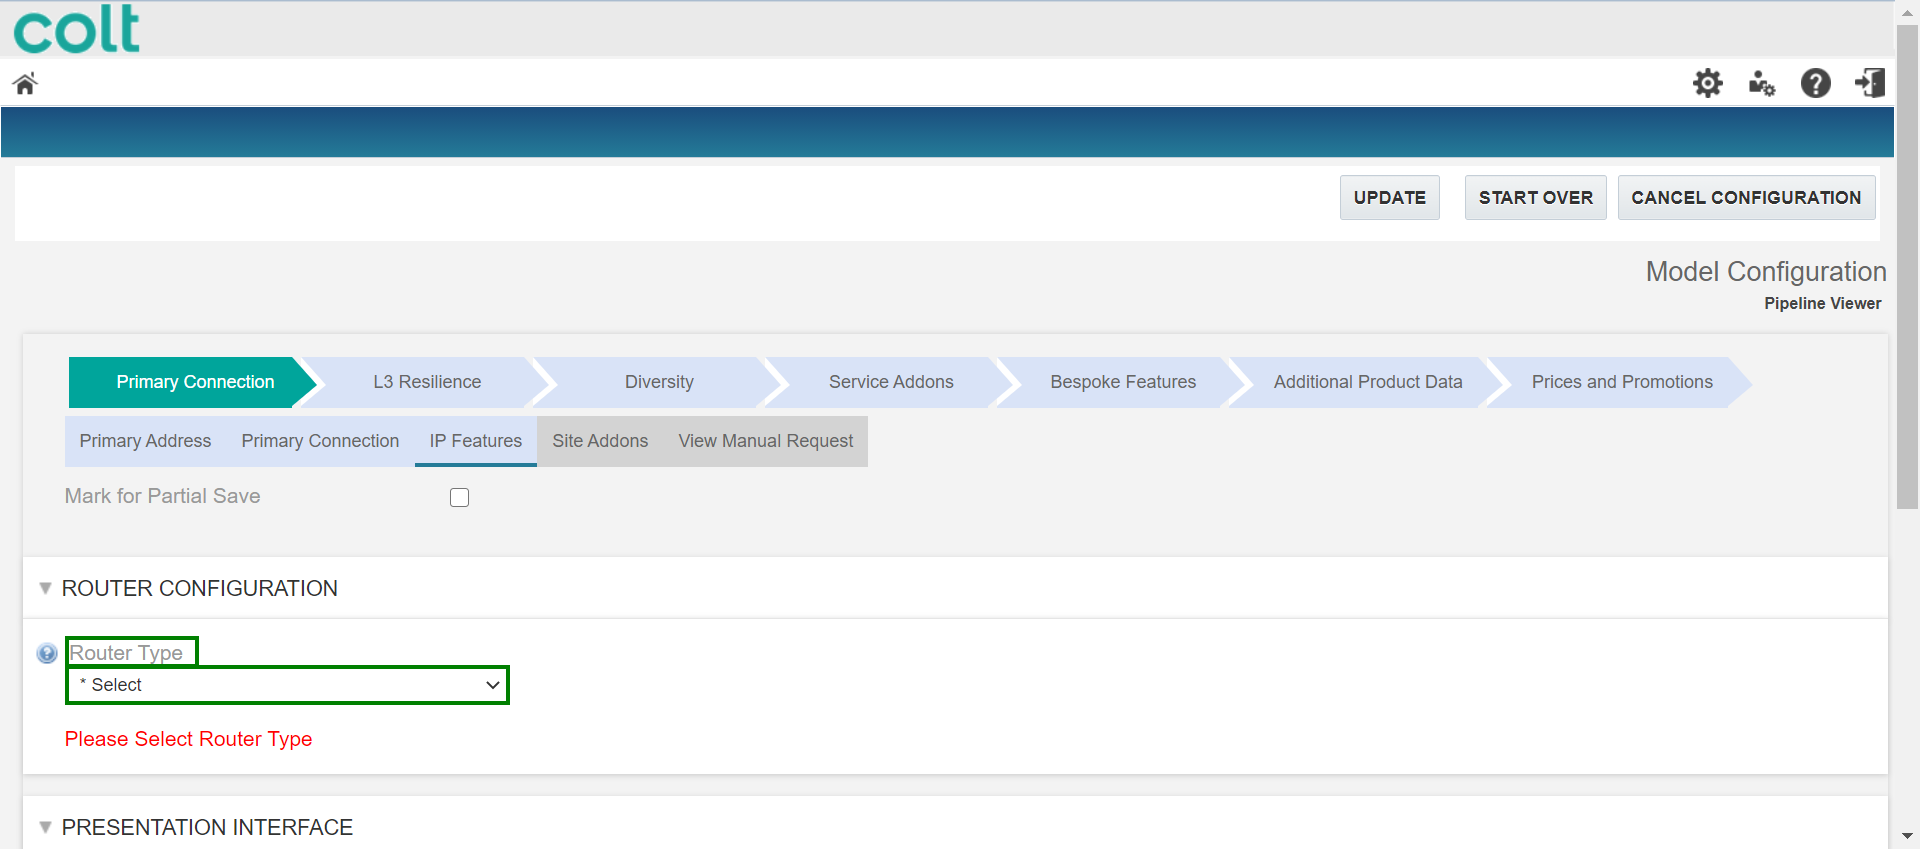 colt
UPDATE START OVER CANCEL CONFIGURATION
Model Configuration
Pipeline Viewer
Primary Connection L3 Resilience Diversity Service Addons Bespoke Features Additional Product Data Prices and Promotions
Primary Address Primary Connection IP Features Site Addons View Manual Request
Mark for Partial Save
ROUTER CONFIGURATION
? Router Type
* Select
Please Select Router Type
PRESENTATION INTERFACE